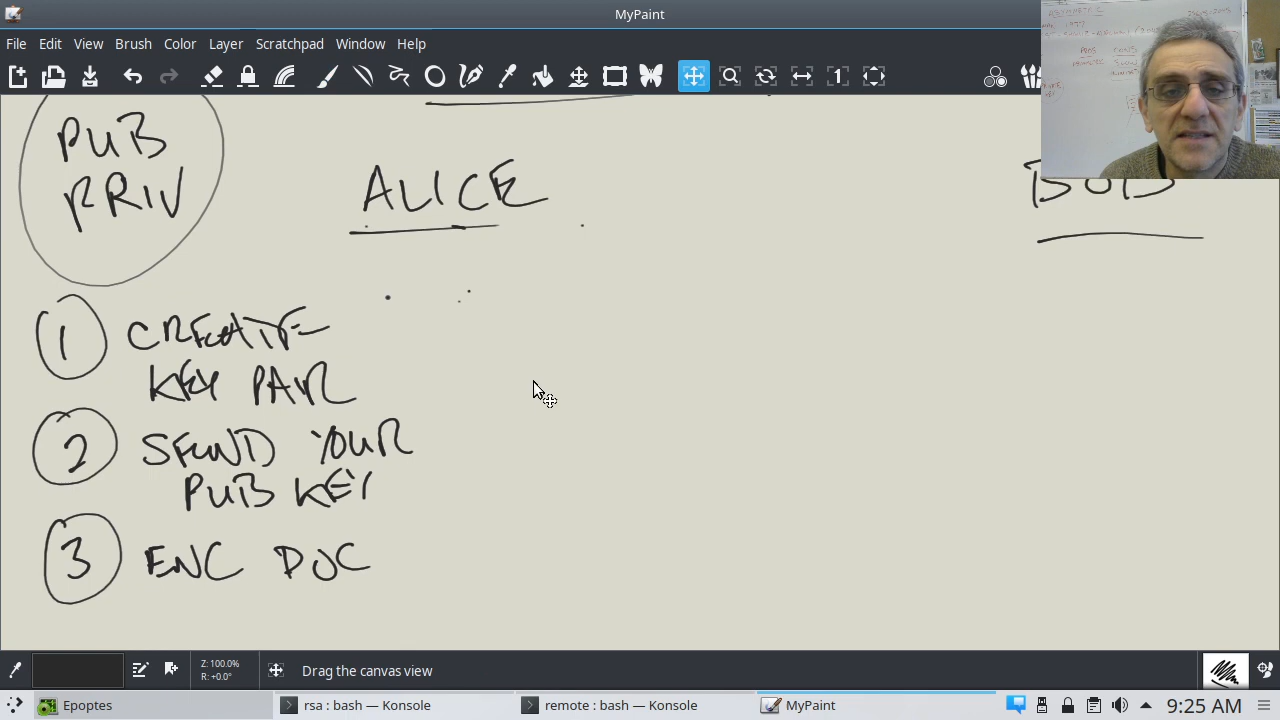 MyPaint
File Edit View Brush Color Layer Scratchpad Window Help
PUB
PRIV
ALICE
BOB
1 CREATE
KEY PAIR
2 SEND YOUR
PUB KEY
3 ENC DOC
Z: 100.0%
R: +0.0°
Drag the canvas view
Epoptes
rsa : bash — Konsole
remote : bash — Konsole
MyPaint
9:25 AM